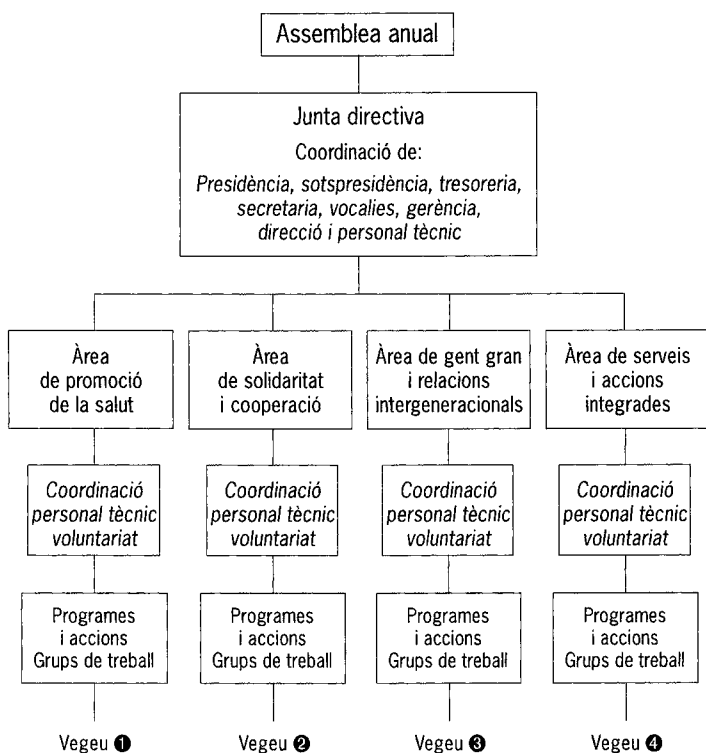 Assemblea anual
Junta directiva
Coordinació de:
Presidència, sotspresidència, tresoreria,
secretaria, vocalies, gerència,
direcció i personal tècnic
Àrea
de promoció
de la salut
Àrea
de solidaritat
i cooperació
Àrea de gent gran
i relacions
intergeneracionals
Àrea de serveis
i accions
integrades
Coordinació
personal tècnic
voluntariat
Coordinació
personal tècnic
voluntariat
Coordinació
personal tècnic
voluntariat
Coordinació
personal tècnic
voluntariat
Programes
i accions
Grups de treball
Programes
i accions
Grups de treball
Programes
i accions
Grups de treball
Programes
i accions
Grups de treball
Vegeu ❶
Vegeu ❷
Vegeu ❸
Vegeu ❹